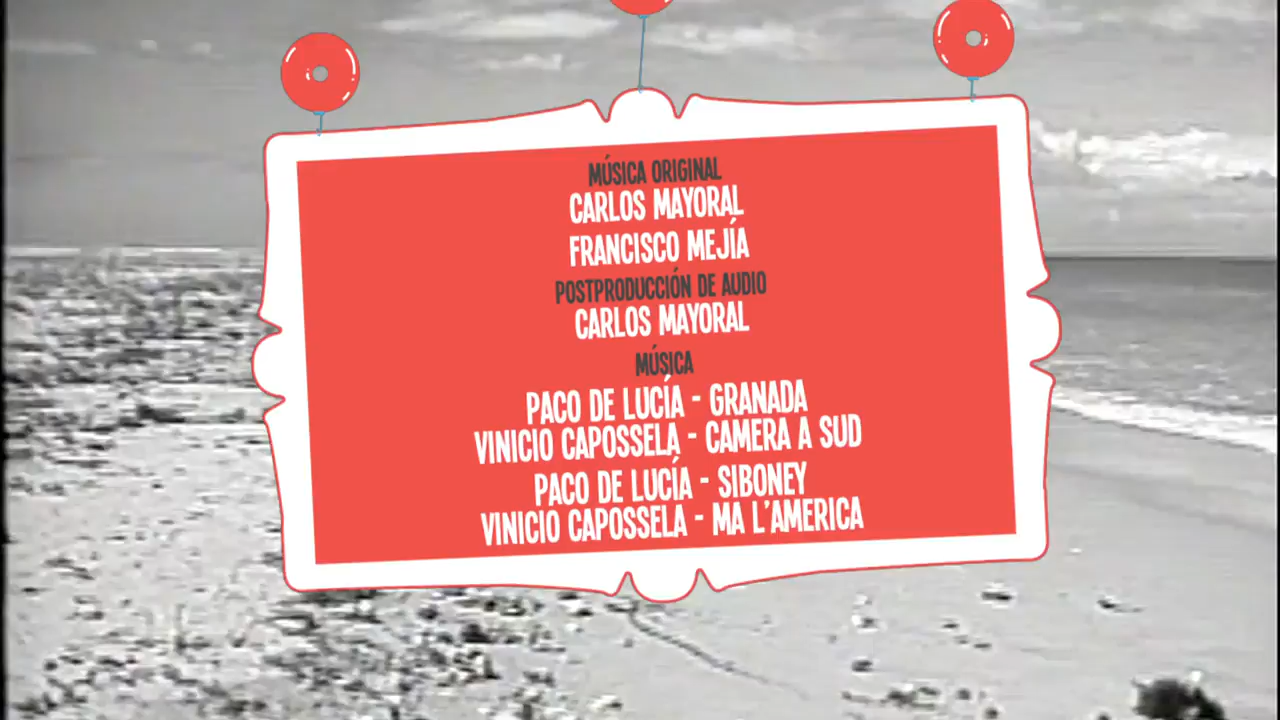 MÚSICA ORIGINAL
CARLOS MAYORAL
FRANCISCO MEJÍA
POSTPRODUCCIÓN DE AUDIO
CARLOS MAYORAL
MÚSICA
PACO DE LUCÍA - GRANADA
VINICIO CAPOSSELA - CAMERA A SUD
PACO DE LUCÍA - SIBONEY
VINICIO CAPOSSELA - MA L'AMERICA